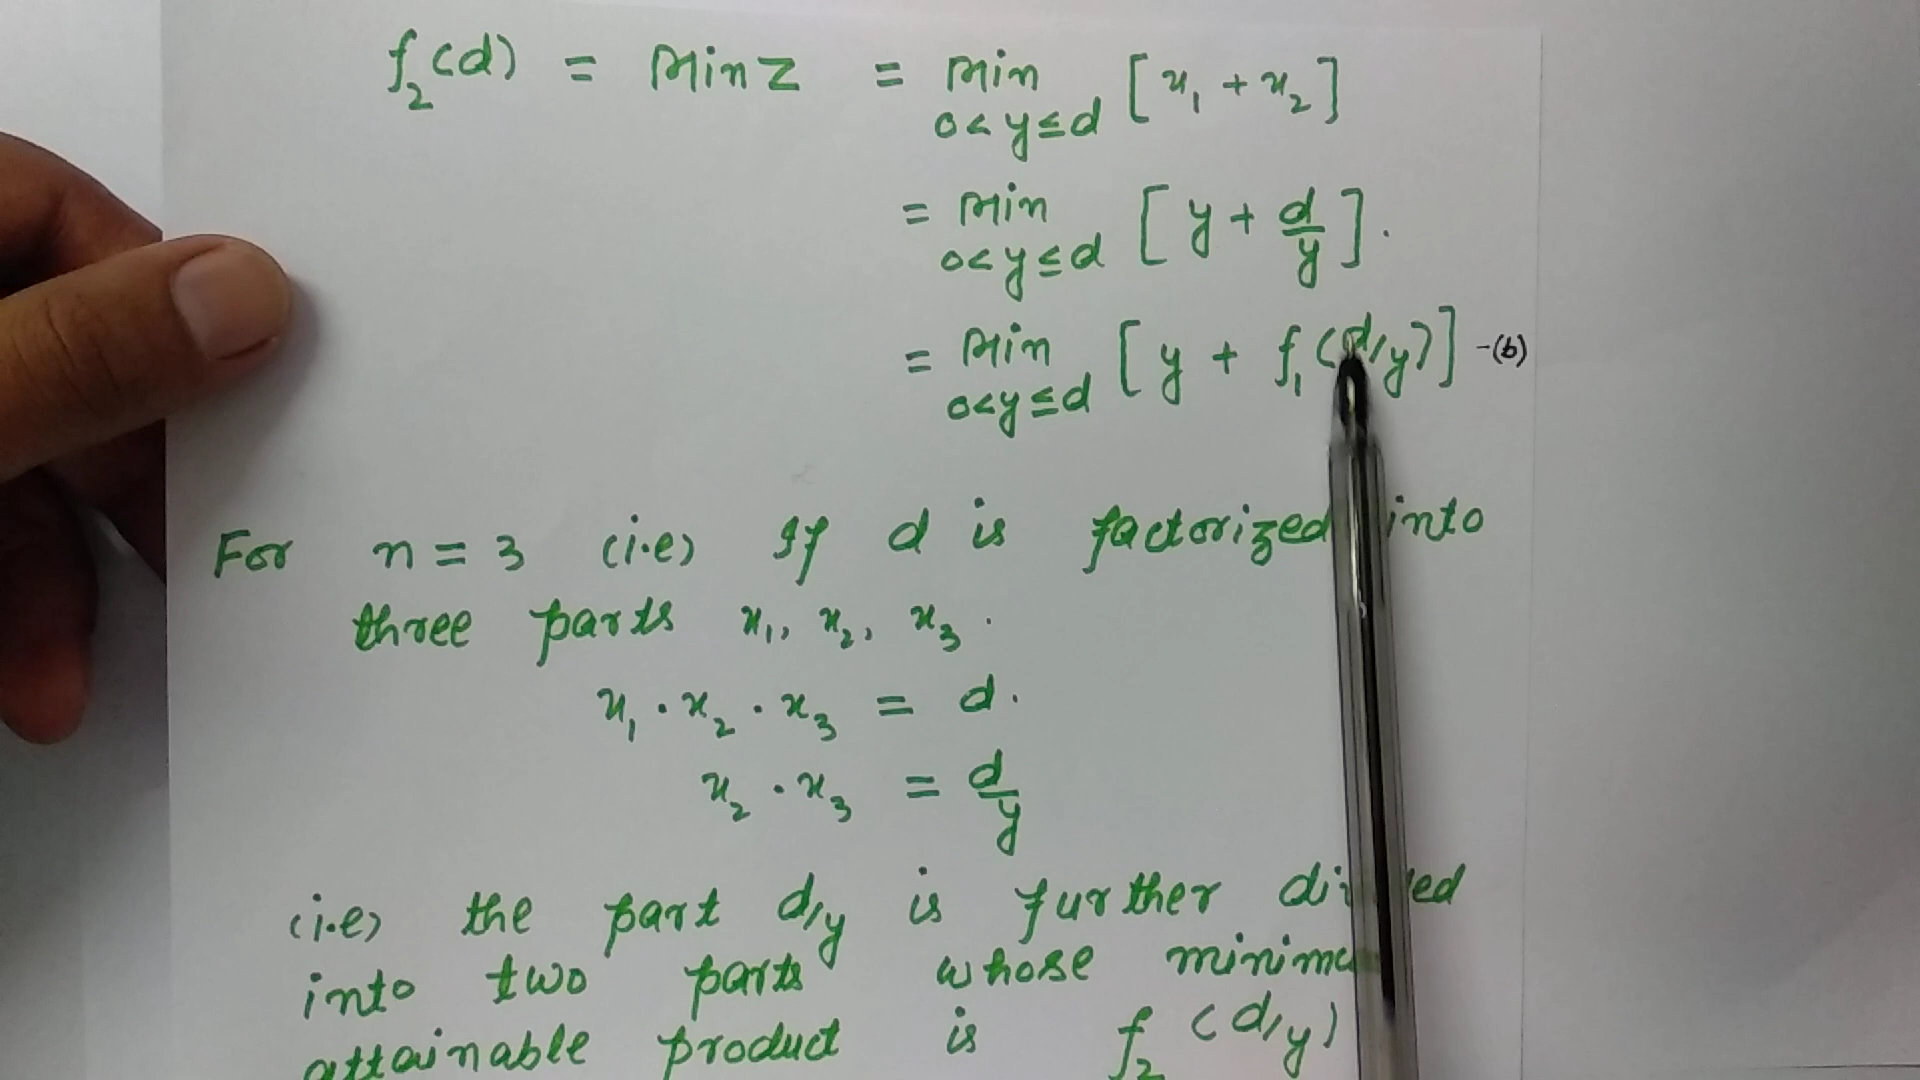 f₂(d) = Min Z = Min [x₁ + x₂]
0<y≤d
= Min [y + d/y].
0<y≤d
= Min [y + f₁(d/y)] -(b)
0<y≤d
For n = 3 (i.e) If d is factorized into
three parts x₁, x₂, x₃.
x₁ · x₂ · x₃ = d.
x₂ · x₃ = d/y
(i.e) the part d/y is further
into two parts whose
attainable product is f₂ (d/y)